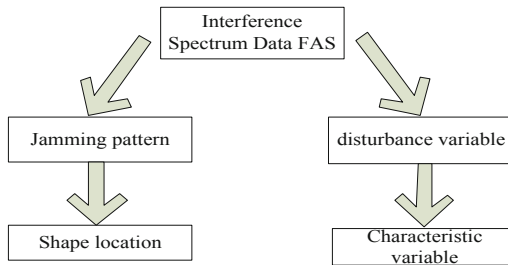 Interference
Spectrum Data FAS
Jamming pattern
disturbance variable
Shape location
Characteristic
variable